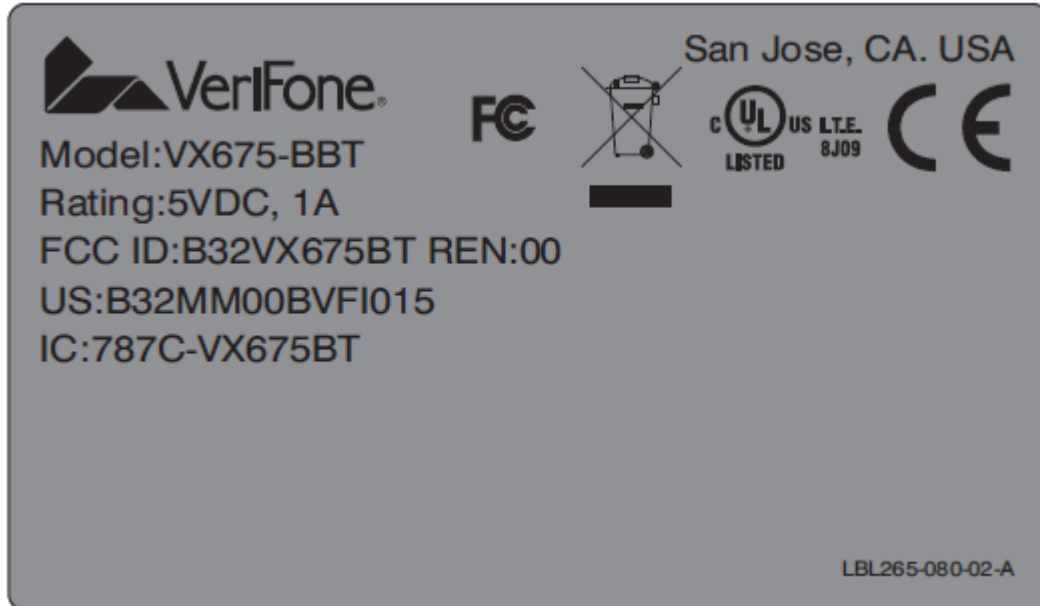 VeriFone®
San Jose, CA. USA
FC
C UL US I.T.E.
LISTED 8J09
CE
Model:VX675-BBT
Rating:5VDC, 1A
FCC ID:B32VX675BT REN:00
US:B32MM00BVFI015
IC:787C-VX675BT
LBL265-080-02-A